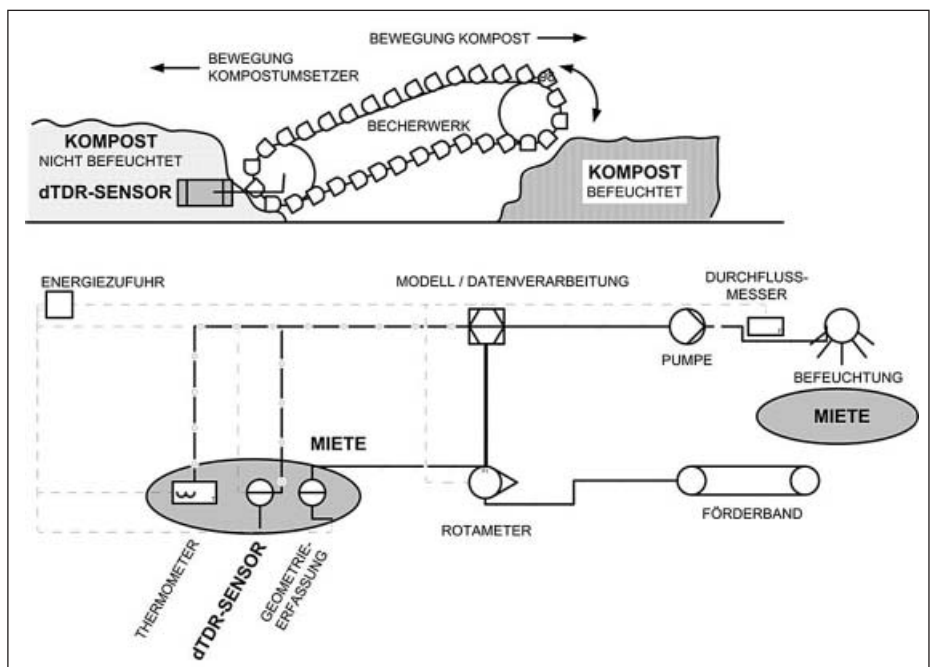 BEWEGUNG KOMPOST
BEWEGUNG
KOMPOSTUMSETZER
BECHERWERK
KOMPOST
NICHT BEFEUCHTET
dTDR-SENSOR
KOMPOST
BEFEUCHTET
ENERGIEZUFUHR
MODELL / DATENVERARBEITUNG
DURCHFLUSS-
MESSER
PUMPE
BEFEUCHTUNG
MIETE
MIETE
ROTAMETER
FÖRDERBAND
THERMOMETER
dTDR-SENSOR
GEOMETRIE-
ERFASSUNG